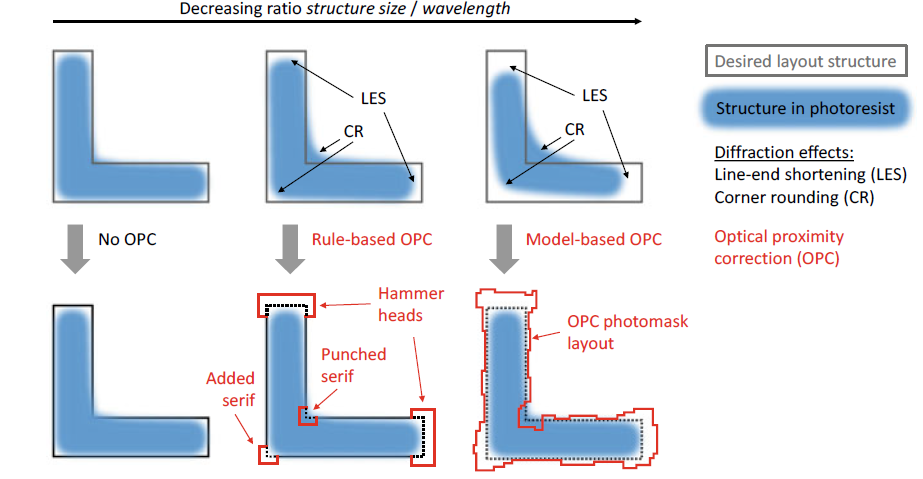 Decreasing ratio structure size / wavelength
LES
CR
LES
CR
Desired layout structure
Structure in photoresist
Diffraction effects:
Line-end shortening (LES)
Corner rounding (CR)
Optical proximity
correction (OPC)
No OPC
Rule-based OPC
Model-based OPC
Hammer
heads
Punched
serif
Added
serif
OPC photomask
layout